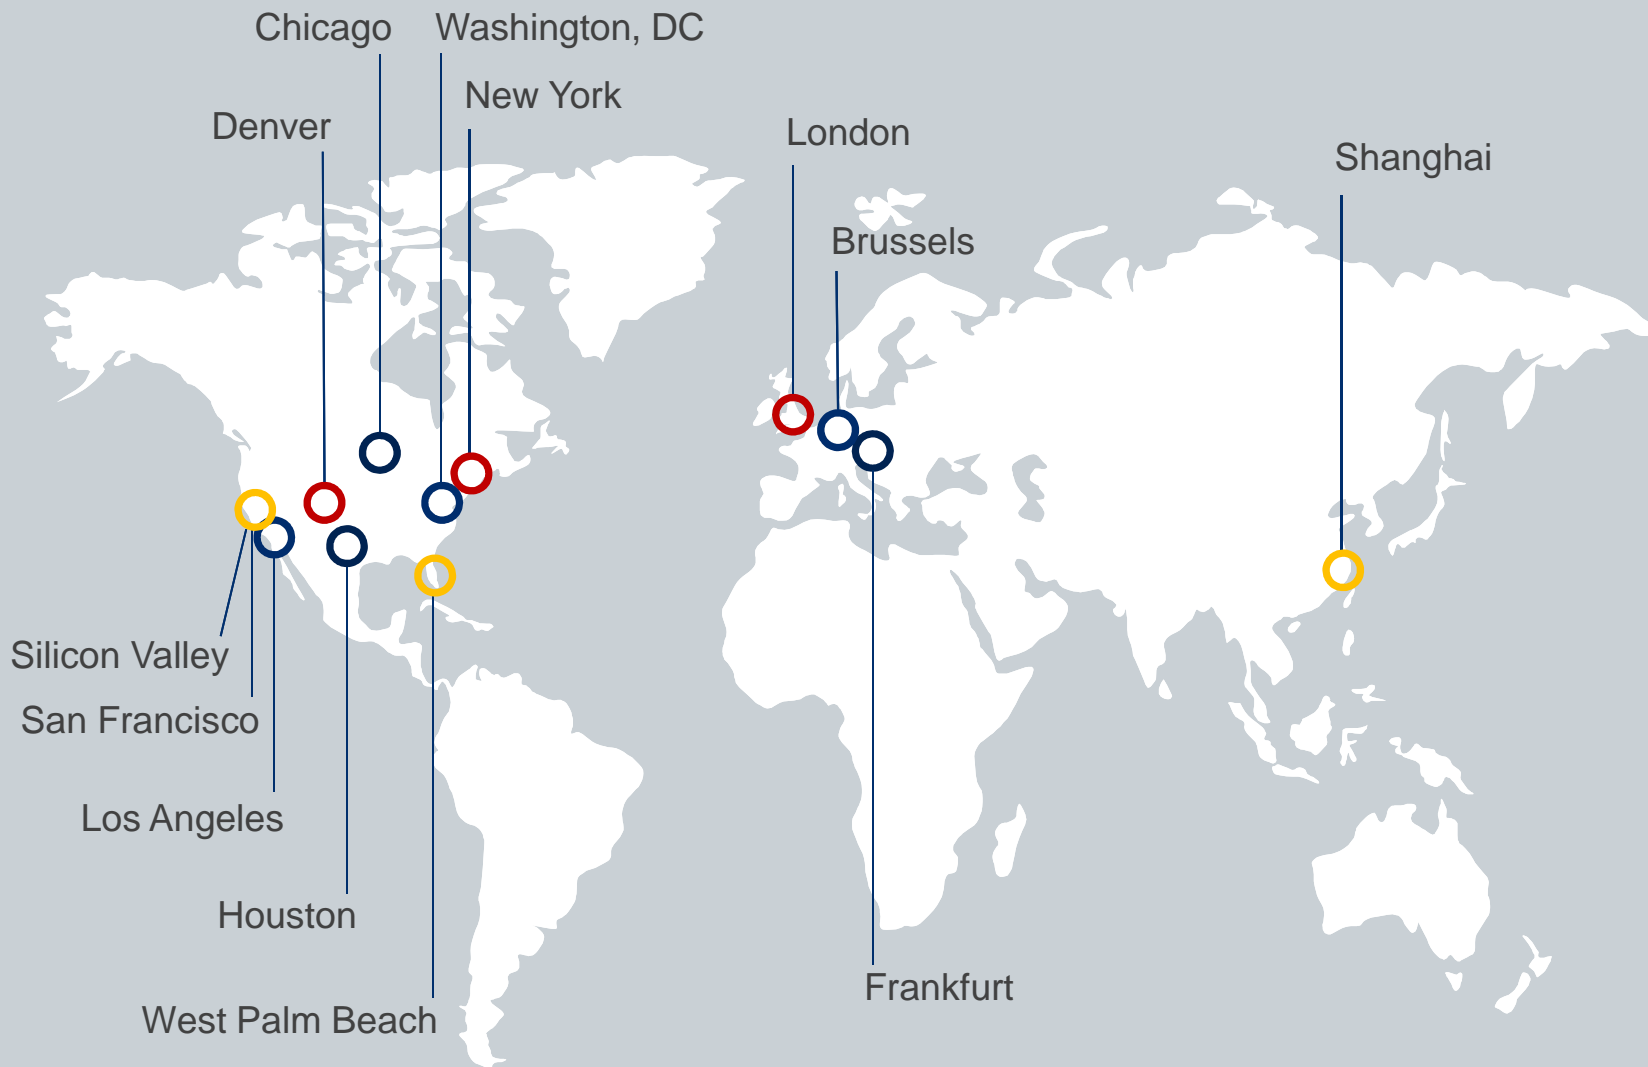 Chicago
Washington, DC
New York
Denver
London
Shanghai
Brussels
Silicon Valley
San Francisco
Los Angeles
Houston
Frankfurt
West Palm Beach